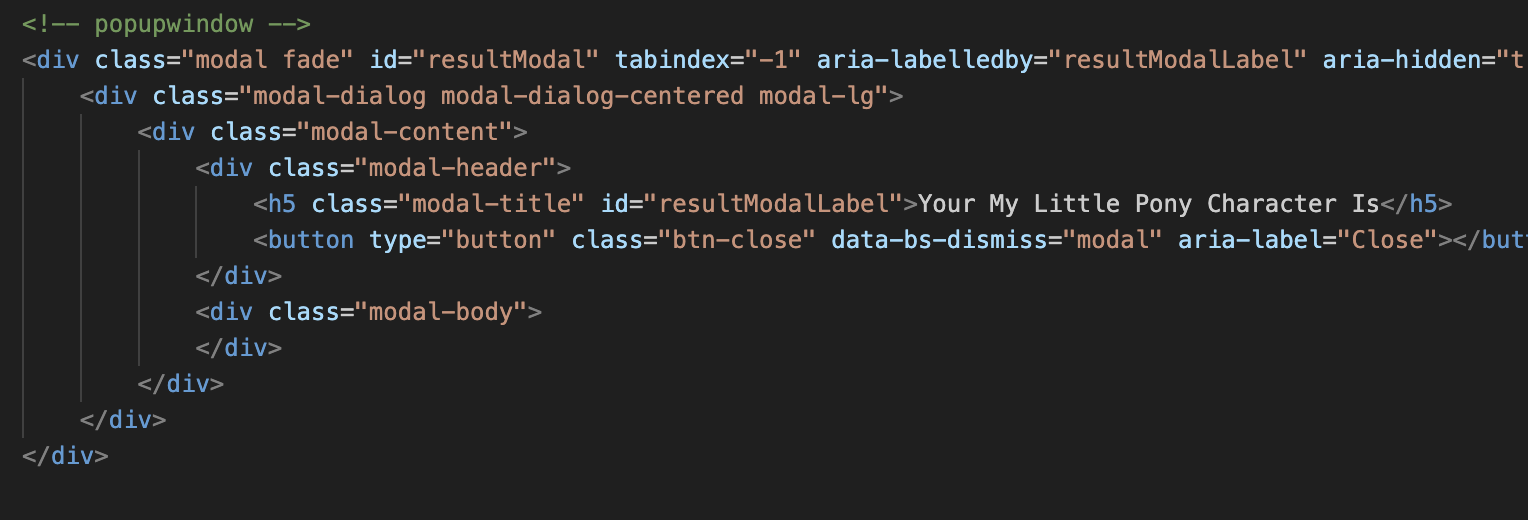 <!-- popupwindow -->
<div class="modal fade" id="resultModal" tabindex="-1" aria-labelledby="resultModalLabel" aria-hidden="t
<div class="modal-dialog modal-dialog-centered modal-lg">
<div class="modal-content">
<div class="modal-header">
<h5 class="modal-title" id="resultModalLabel">Your My Little Pony Character Is</h5>
<button type="button" class="btn-close" data-bs-dismiss="modal" aria-label="Close"></butt
</div>
<div class="modal-body">
</div>
</div>
</div>
</div>